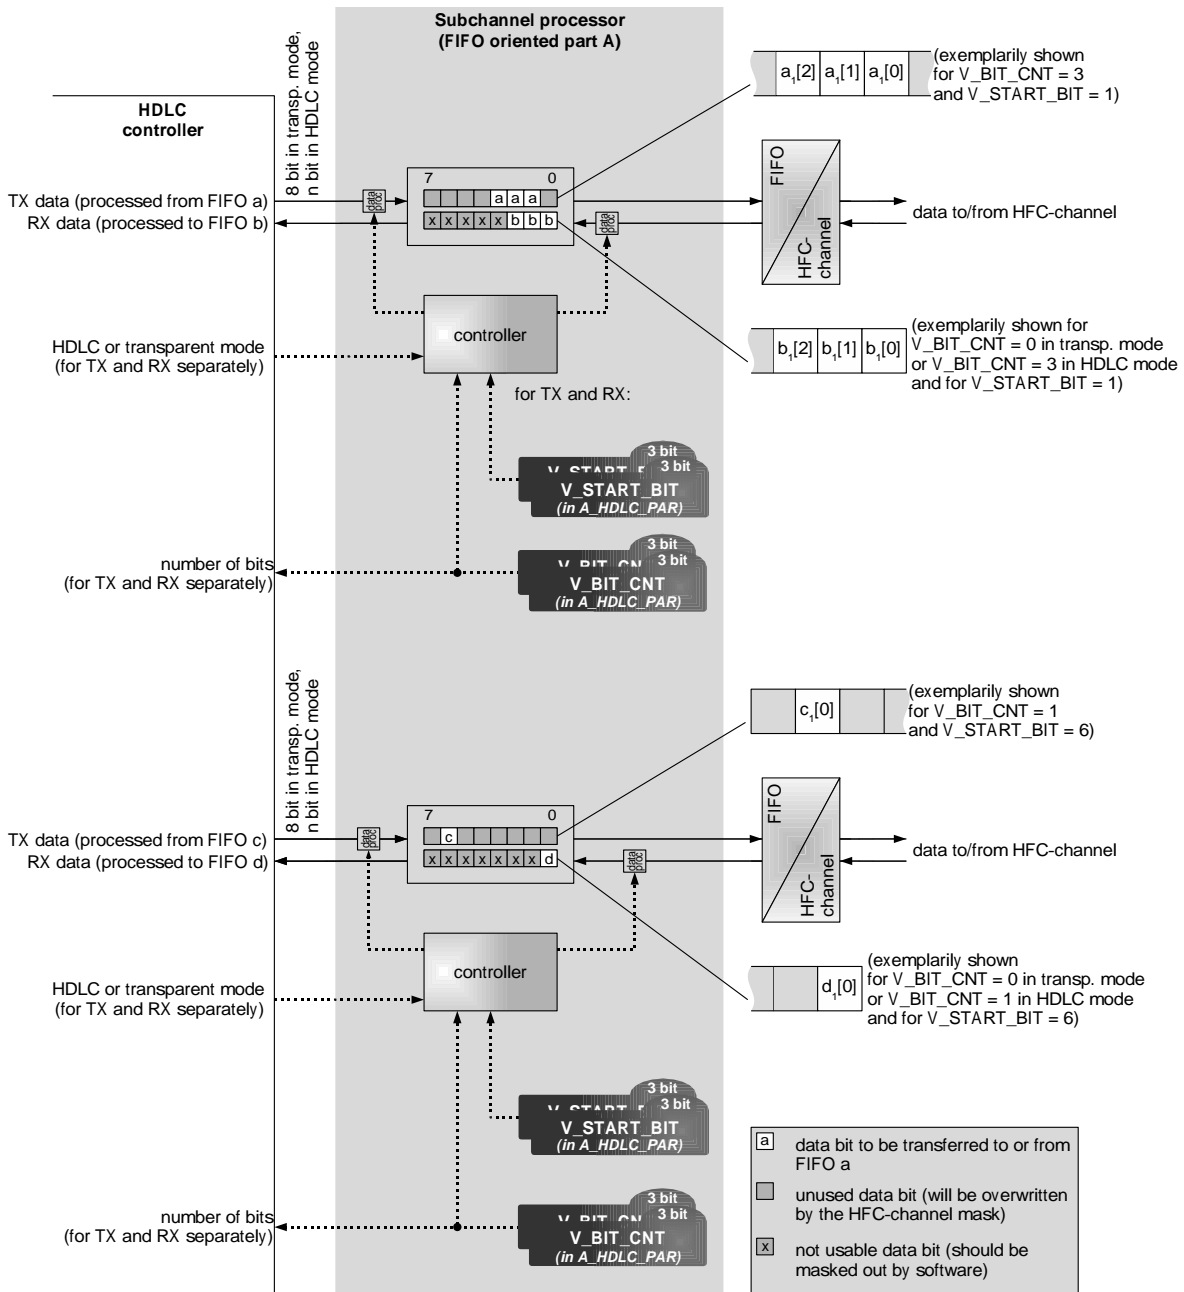 Subchannel processor
(FIFO oriented part A)
8 bit in transp. mode,
n bit in HDLC mode
HDLC
controller
a1[2] a1[1] a1[0]
(exemplarily shown
for V_BIT_CNT = 3
and V_START_BIT = 1)
7 0
a a a
x x x x x b b b
data
proc
data
proc
TX data (processed from FIFO a)
RX data (processed to FIFO b)
FIFO
HFC-
channel
data to/from HFC-channel
controller
HDLC or transparent mode
(for TX and RX separately)
b1[2] b1[1] b1[0]
(exemplarily shown for
V_BIT_CNT = 0 in transp. mode
or V_BIT_CNT = 3 in HDLC mode
and for V_START_BIT = 1)
for TX and RX:
3 bit
3 bit
V_START_BIT
(in A_HDLC_PAR)
number of bits
(for TX and RX separately)
3 bit
3 bit
V_BIT_CNT
(in A_HDLC_PAR)
8 bit in transp. mode,
n bit in HDLC mode
c1[0]
(exemplarily shown
for V_BIT_CNT = 1
and V_START_BIT = 6)
7 0
c
x x x x x x x d
data
proc
data
proc
TX data (processed from FIFO c)
RX data (processed to FIFO d)
FIFO
HFC-
channel
data to/from HFC-channel
controller
HDLC or transparent mode
(for TX and RX separately)
d1[0]
(exemplarily shown
for V_BIT_CNT = 0 in transp. mode
or V_BIT_CNT = 1 in HDLC mode
and for V_START_BIT = 6)
3 bit
3 bit
V_START_BIT
(in A_HDLC_PAR)
number of bits
(for TX and RX separately)
3 bit
3 bit
V_BIT_CNT
(in A_HDLC_PAR)
a data bit to be transferred to or from
FIFO a
unused data bit (will be overwritten
by the HFC-channel mask)
x not usable data bit (should be
masked out by software)